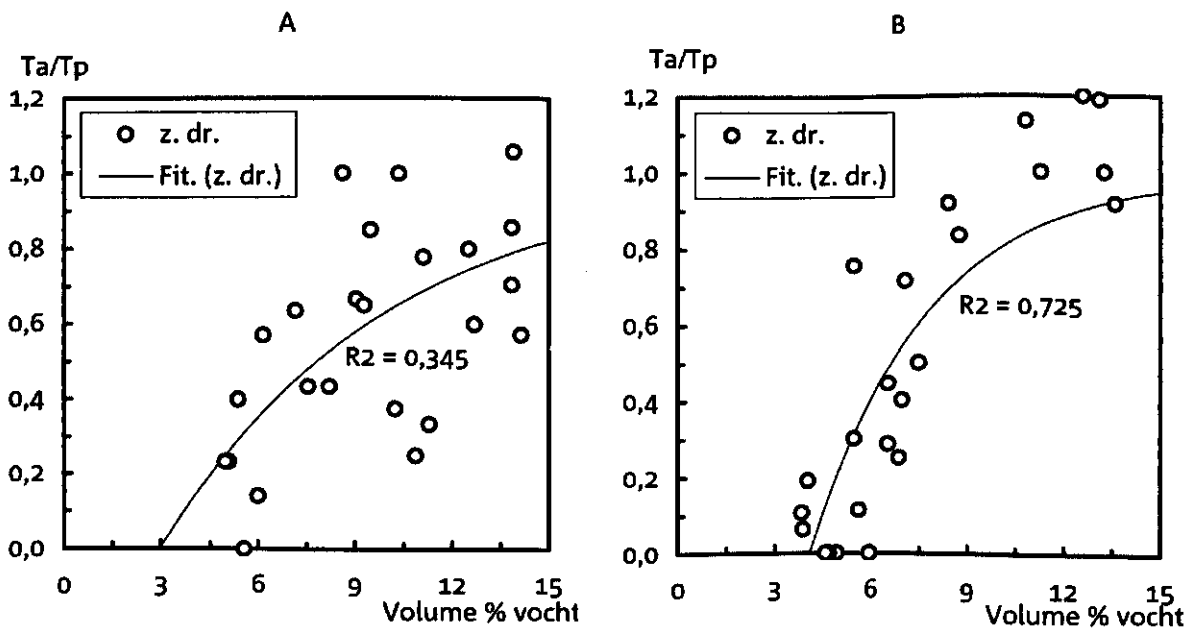 A
Ta/Tp
1,2
1,0
0,8
0,6
0,4
0,2
0,0
z. dr.
Fit. (z. dr.)
R2 = 0,345
0 3 6 9 12 15
Volume % vocht
B
Ta/Tp
1,2
1,0
0,8
0,6
0,4
0,2
0,0
z. dr.
Fit. (z. dr.)
R2 = 0,725
0 3 6 9 12 15
Volume % vocht